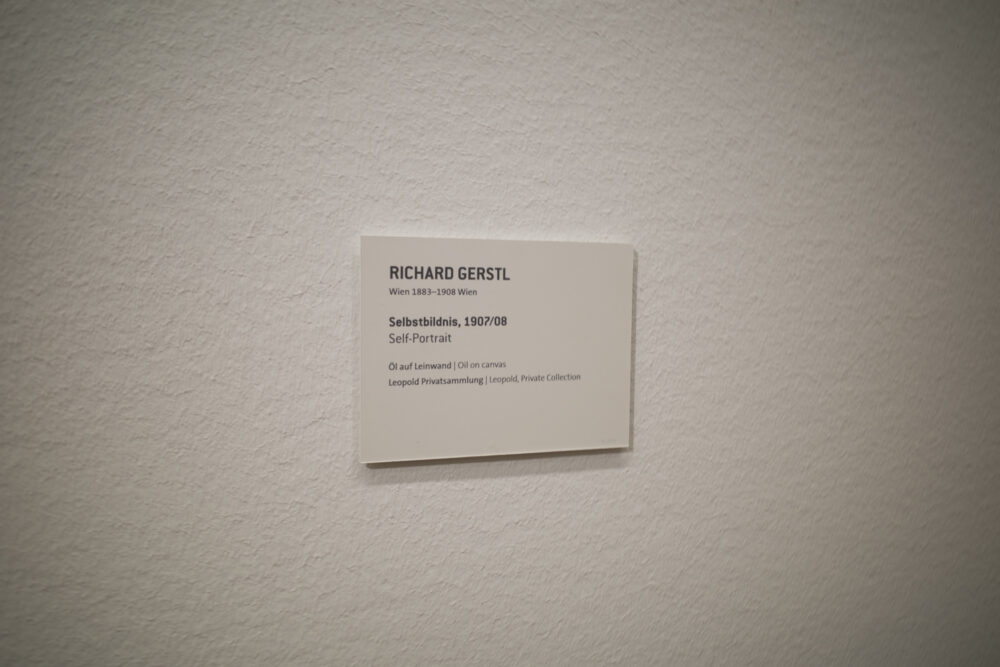 RICHARD GERSTL
Wien 1883–1908 Wien
Selbstbildnis, 1907/08
Self-Portrait
Öl auf Leinwand | Oil on canvas
Leopold Privatsammlung | Leopold, Private Collection